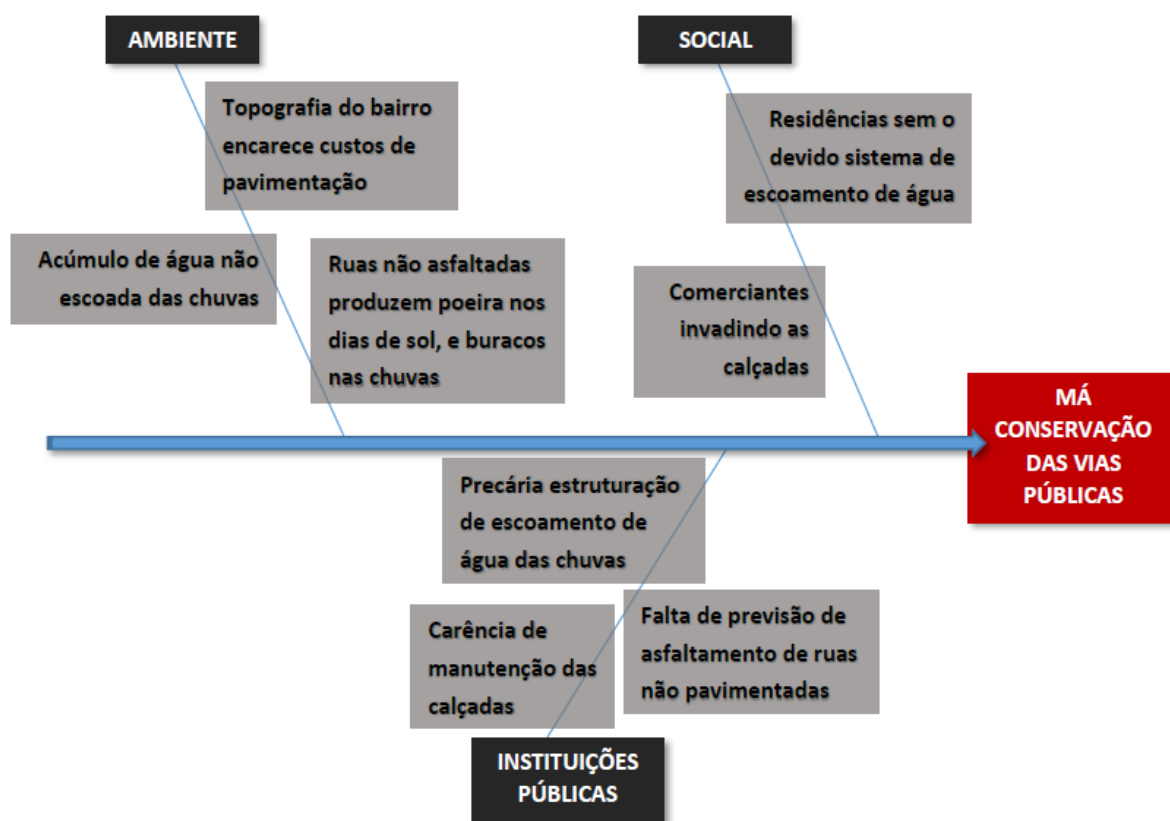 AMBIENTE
SOCIAL
Topografia do bairro
encarece custos de
pavimentação
Residências sem o
devido sistema de
escoamento de água
Acúmulo de água não
escoada das chuvas
Ruas não asfaltadas
produzem poeira nos
dias de sol, e buracos
nas chuvas
Comerciantes
invadindo as
calçadas
MÁ
CONSERVAÇÃO
DAS VIAS
PÚBLICAS
Precária estruturação
de escoamento de
água das chuvas
Carência de
manutenção das
calçadas
Falta de previsão de
asfaltamento de ruas
não pavimentadas
INSTITUIÇÕES
PÚBLICAS